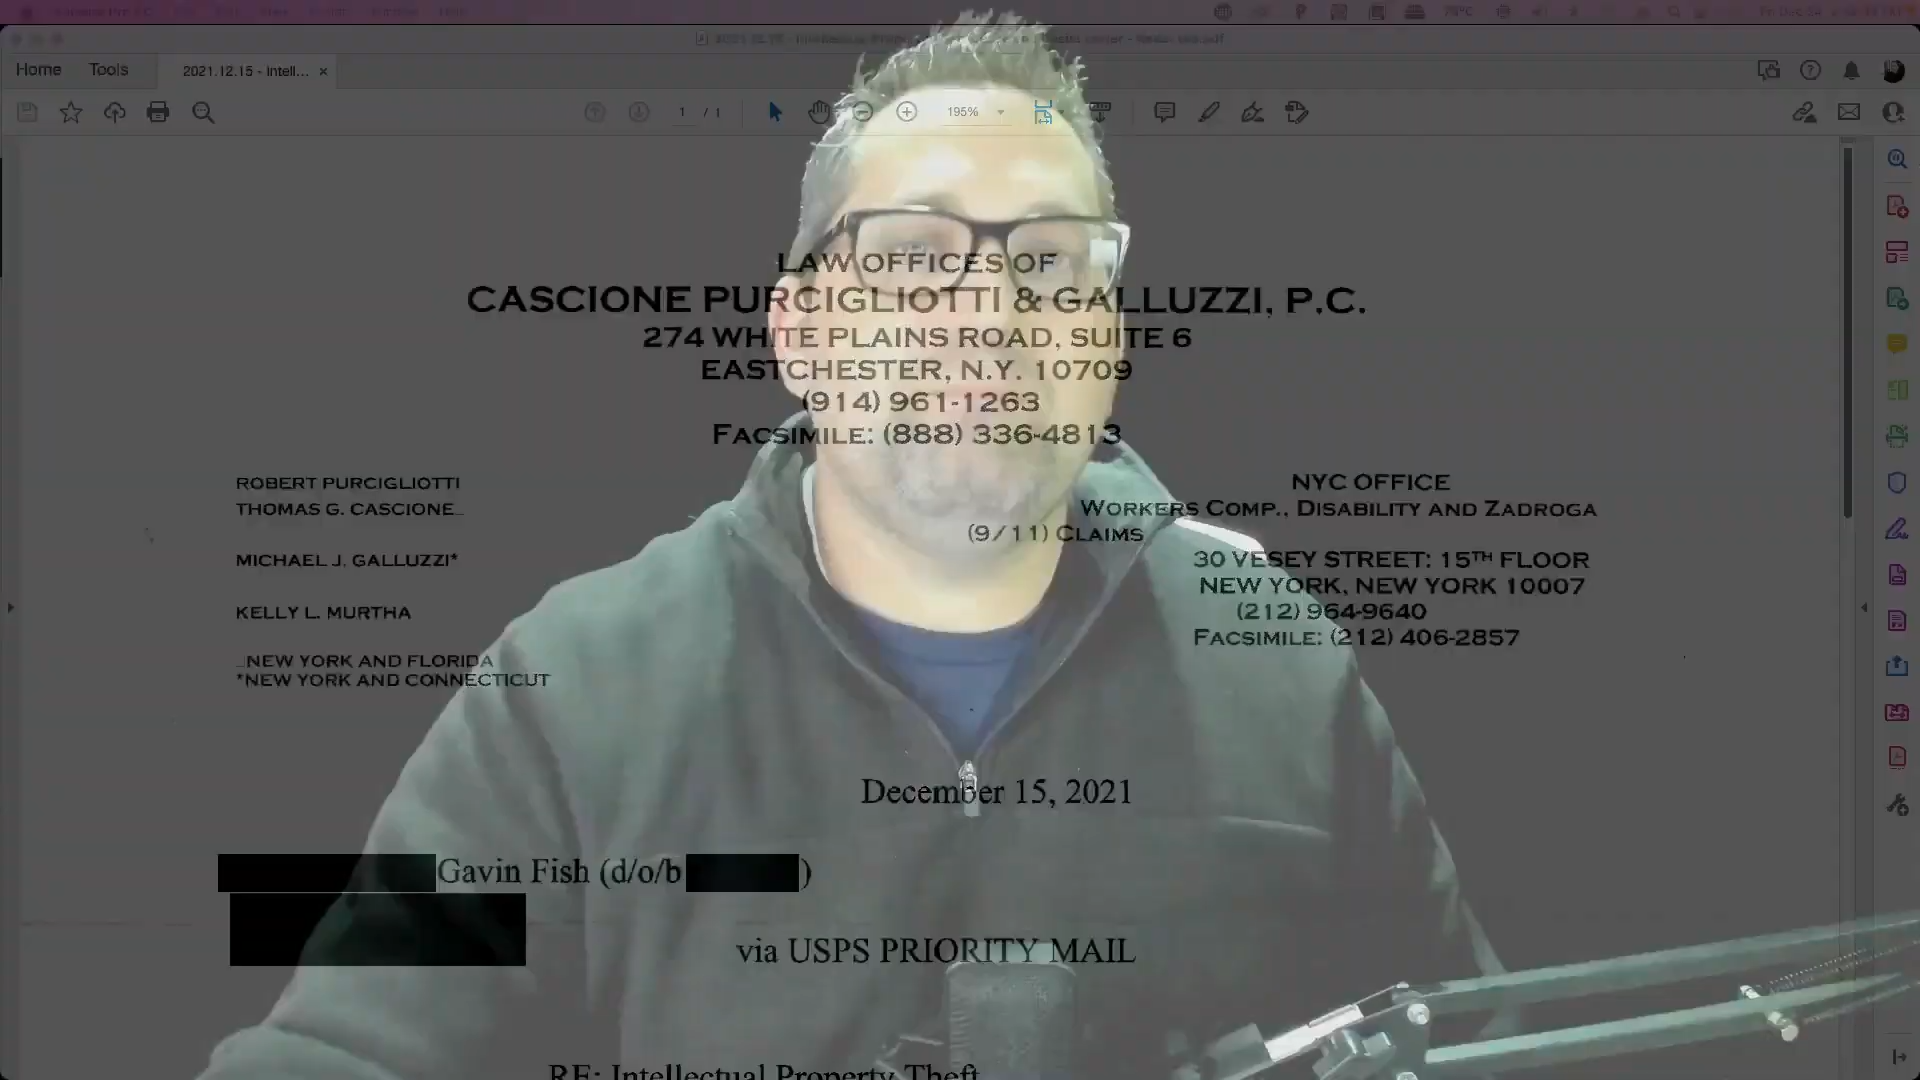 Home Tools 2021.12.15 - Intell... ×
1 / 1 195%
LAW OFFICES OF
CASCIONE PURCIGLIOTTI & GALLUZZI, P.C.
274 WHITE PLAINS ROAD, SUITE 6
EASTCHESTER, N.Y. 10709
(914) 961-1263
FACSIMILE: (888) 336-4813
ROBERT PURCIGLIOTTI
THOMAS G. CASCIONE_
MICHAEL J. GALLUZZI*
KELLY L. MURTHA
_NEW YORK AND FLORIDA
*NEW YORK AND CONNECTICUT
NYC OFFICE
WORKERS COMP., DISABILITY AND ZADROGA
(9/11) CLAIMS
30 VESEY STREET: 15TH FLOOR
NEW YORK, NEW YORK 10007
(212) 964-9640
FACSIMILE: (212) 406-2857
December 15, 2021
Gavin Fish (d/o/b )
via USPS PRIORITY MAIL
RE: Intellectual Property Theft